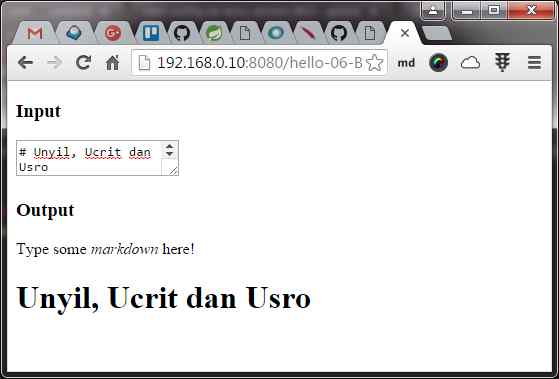 192.168.0.10:8080/hello-06-B
md
Input
# Unyil, Ucrit dan
Usro
Output
Type some markdown here!
Unyil, Ucrit dan Usro